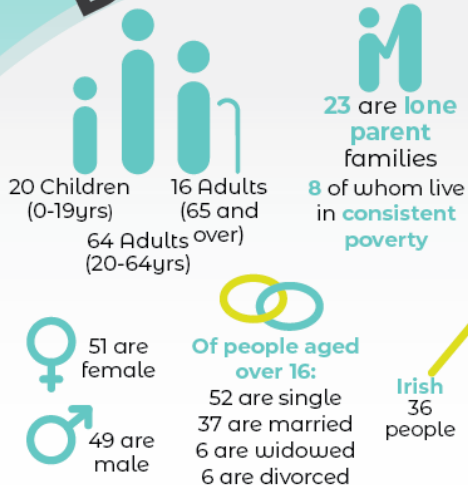 20 Children
(0-19yrs)
16 Adults
(65 and
over)
64 Adults
(20-64yrs)
23 are lone
parent
families
8 of whom live
in consistent
poverty
51 are
female
49 are
male
Of people aged
over 16:
52 are single
37 are married
6 are widowed
6 are divorced
Irish
36
people